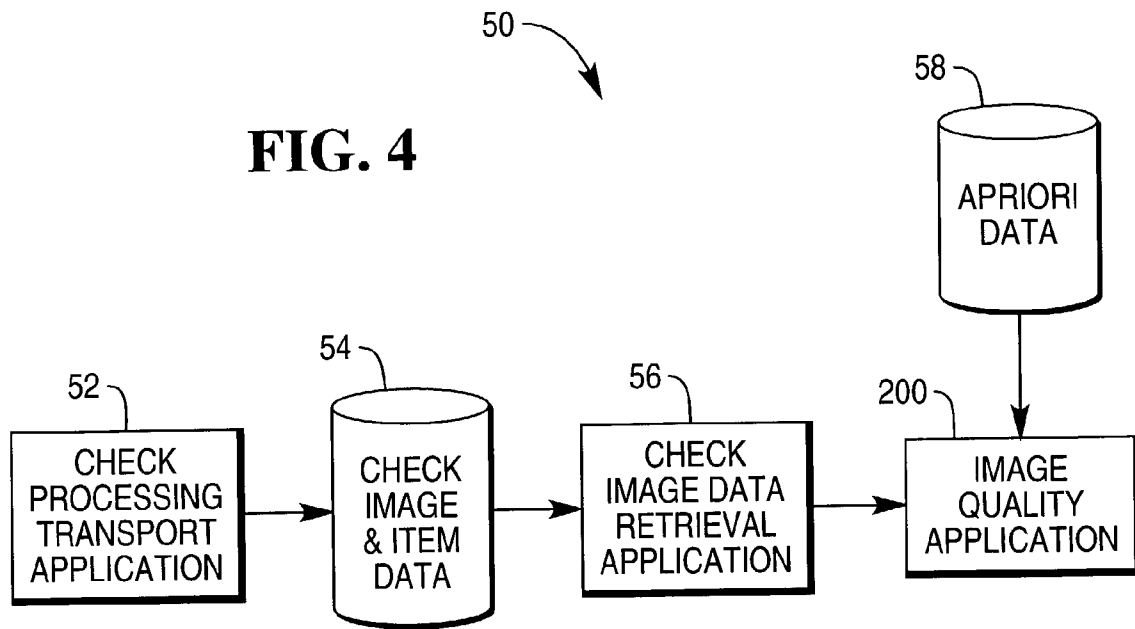 50
FIG. 4
58
APRIORI
DATA
52
CHECK
PROCESSING
TRANSPORT
APPLICATION
54
CHECK
IMAGE
& ITEM
DATA
56
CHECK
IMAGE DATA
RETRIEVAL
APPLICATION
200
IMAGE
QUALITY
APPLICATION